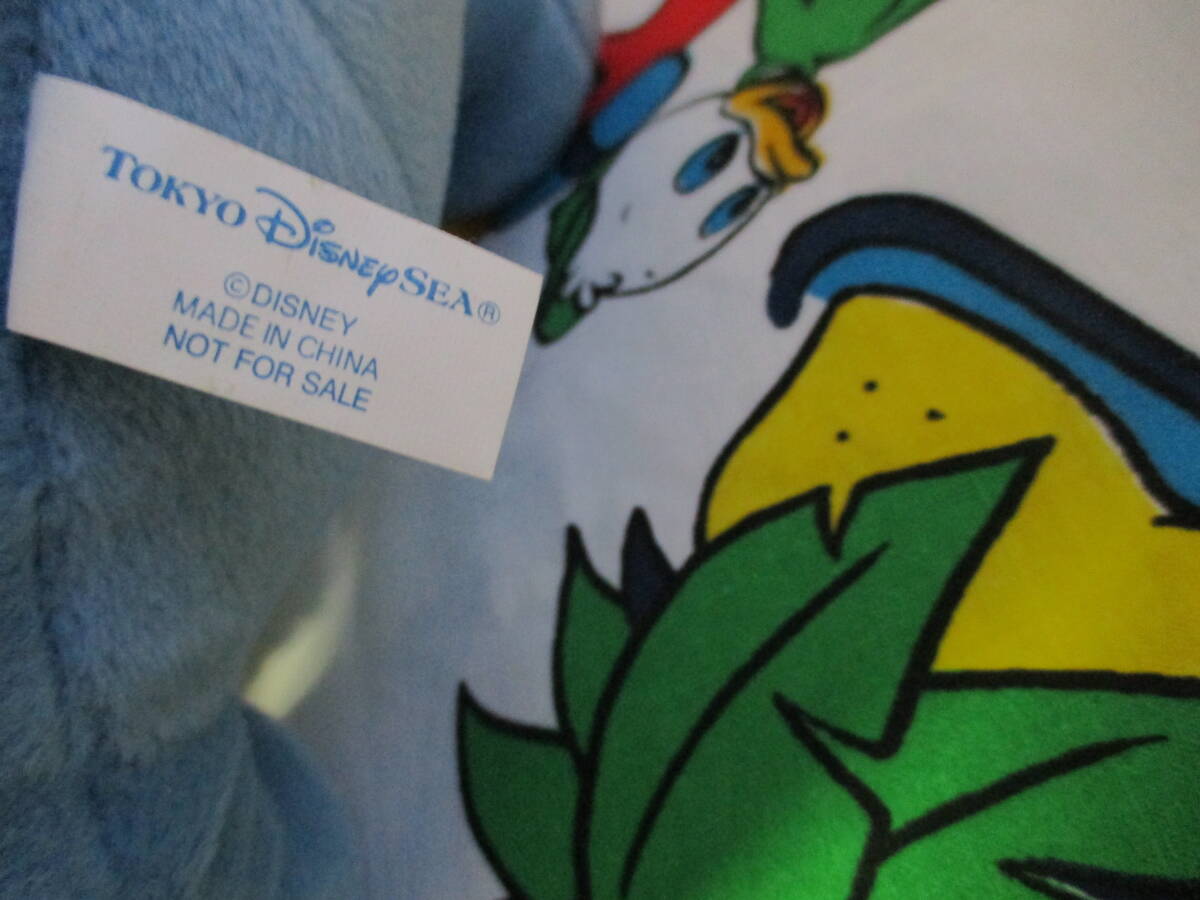 TOKYO DISNEYSEA®
©DISNEY
MADE IN CHINA
NOT FOR SALE